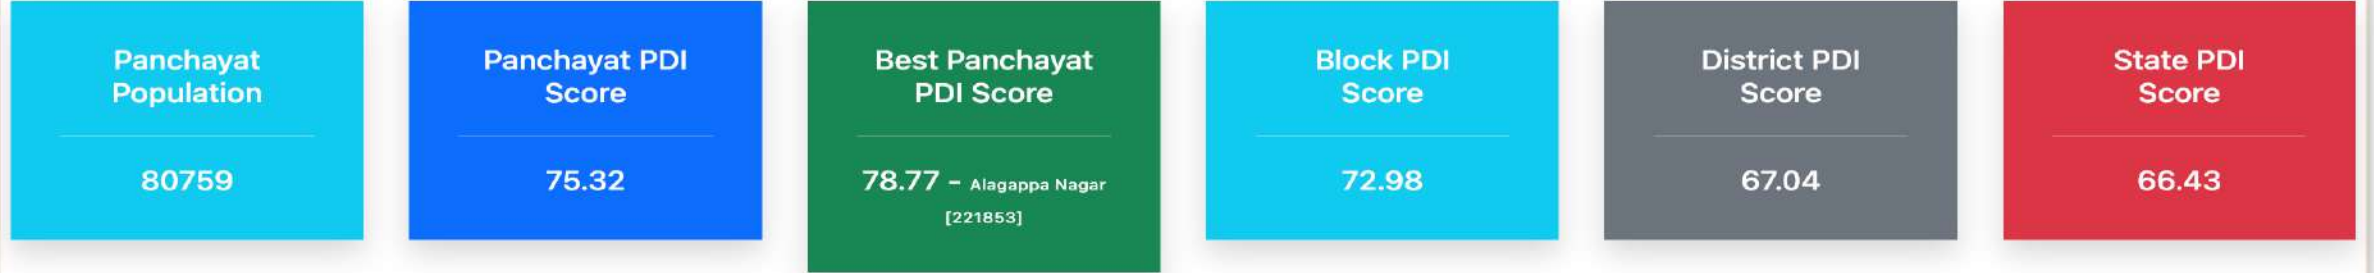 Panchayat
Population
80759
Panchayat PDI
Score
75.32
Best Panchayat
PDI Score
78.77 - Alagappa Nagar
[221853]
Block PDI
Score
72.98
District PDI
Score
67.04
State PDI
Score
66.43